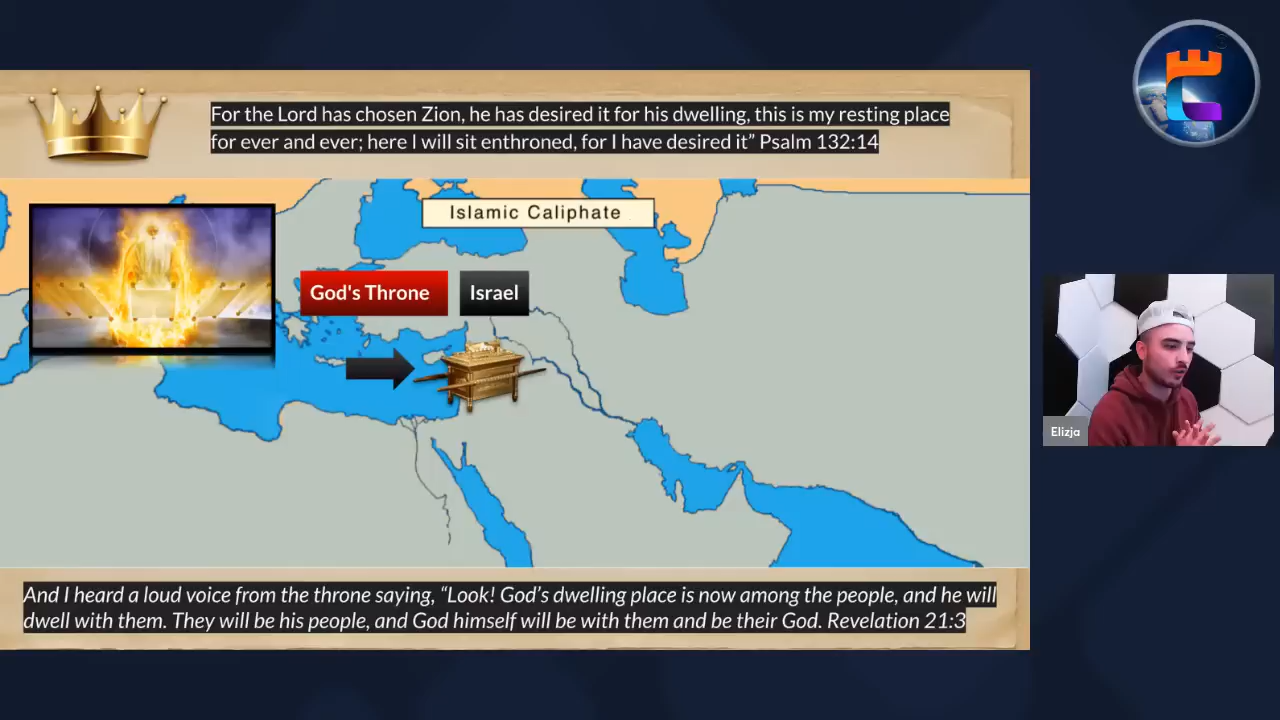 For the Lord has chosen Zion, he has desired it for his dwelling, this is my resting place
for ever and ever; here I will sit enthroned, for I have desired it” Psalm 132:14
Islamic Caliphate
God's Throne
Israel
Elizja
And I heard a loud voice from the throne saying, “Look! God’s dwelling place is now among the people, and he will
dwell with them. They will be his people, and God himself will be with them and be their God. Revelation 21:3